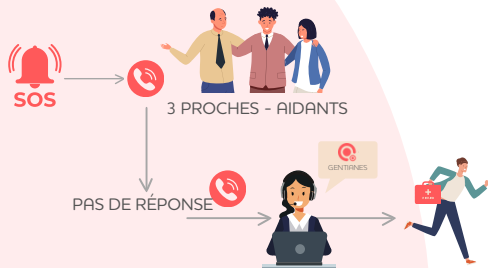 SOS
3 PROCHES - AIDANTS
GENTIANES
PAS DE RÉPONSE